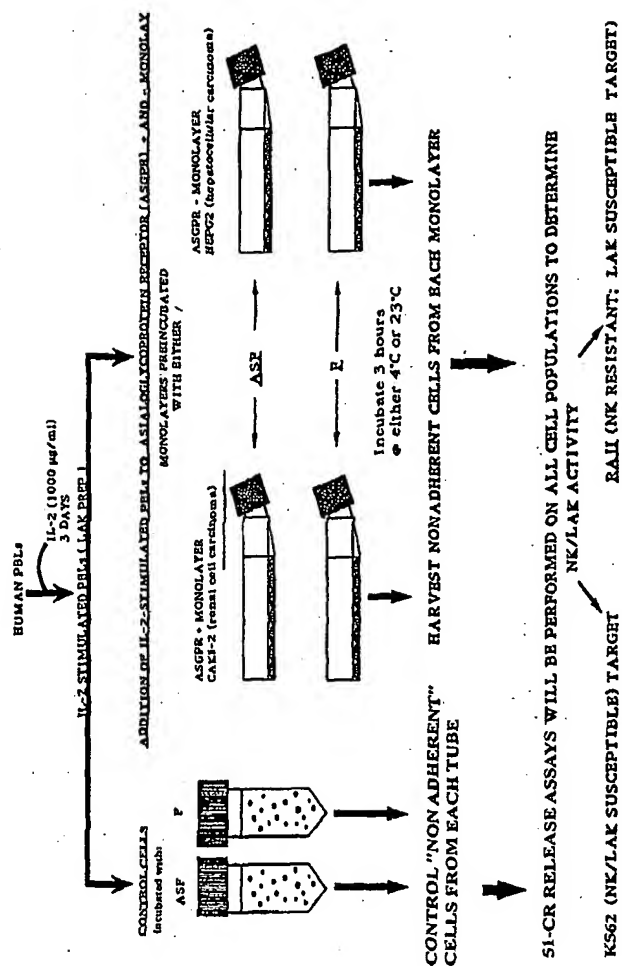 HUMAN PBLs
IL-2 (1000 µg/ml)
3 DAYS
IL-2 STIMULATED PBLs ( LAK PREP )
CONTROL CELLS
incubated with:
ASF
F
ADDITION OF IL-2-STIMULATED PBLs TO ASIALOGLYCOPROTEIN RECEPTOR (ASGPR) + AND - MONOLAY
MONOLAYERS PREINCUBATED
WITH EITHER /
ASGPR + MONOLAYER
CAKI-2 (renal cell carcinoma)
ASGPR - MONOLAYER
HEPG2 (hepatocellular carcinoma)
ASF
F
Incubate 3 hours
@ either 4°C or 23°C
CONTROL "NON ADHERENT"
CELLS FROM EACH TUBE
HARVEST NONADHERENT CELLS FROM EACH MONOLAYER
51-CR RELEASE ASSAYS WILL BE PERFORMED ON ALL CELL POPULATIONS TO DETERMINE
NK/LAK ACTIVITY
K562 (NK/LAK SUSCEPTIBLE) TARGET
RAJI (NK RESISTANT; LAK SUSCEPTIBLE TARGET)